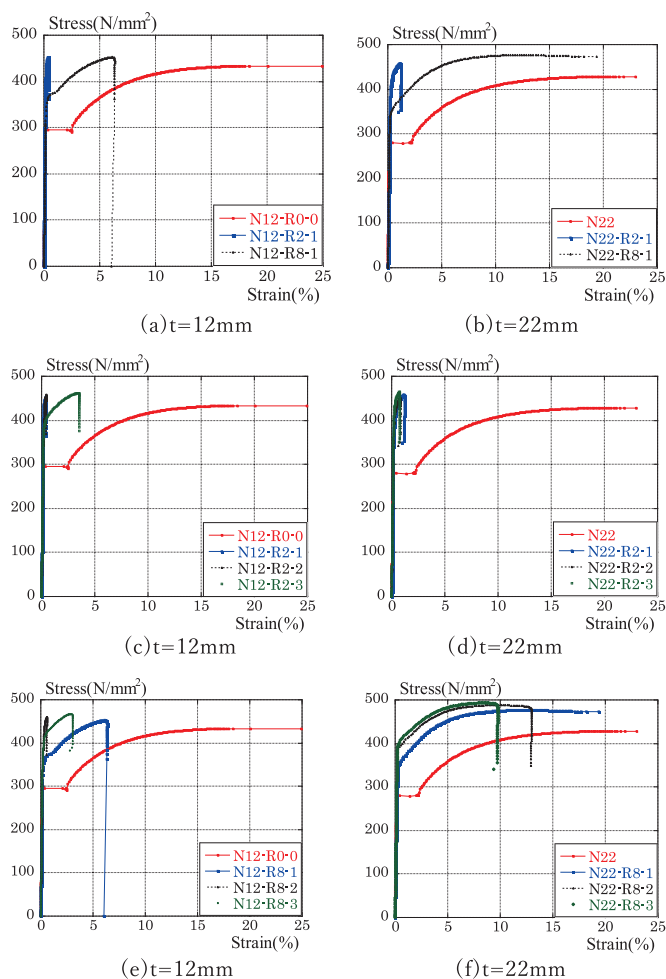 Stress(N/mm²)
500
400
300
200
100
0
0
5
10
15
20
25
Strain(%)
N12-R0-0
N12-R2-1
N12-R8-1
(a)t=12mm
Stress(N/mm²)
500
400
300
200
100
0
0
5
10
15
20
25
Strain(%)
N22
N22-R2-1
N22-R8-1
(b)t=22mm
Stress(N/mm²)
500
400
300
200
100
0
0
5
10
15
20
25
Strain(%)
N12-R0-0
N12-R2-1
N12-R2-2
N12-R2-3
(c)t=12mm
Stress(N/mm²)
500
400
300
200
100
0
0
5
10
15
20
25
Strain(%)
N22
N22-R2-1
N22-R2-2
N22-R2-3
(d)t=22mm
Stress(N/mm²)
500
400
300
200
100
0
0
5
10
15
20
25
Strain(%)
N12-R0-0
N12-R8-1
N12-R8-2
N12-R8-3
(e)t=12mm
Stress(N/mm²)
500
400
300
200
100
0
0
5
10
15
20
25
Strain(%)
N22
N22-R8-1
N22-R8-2
N22-R8-3
(f)t=22mm